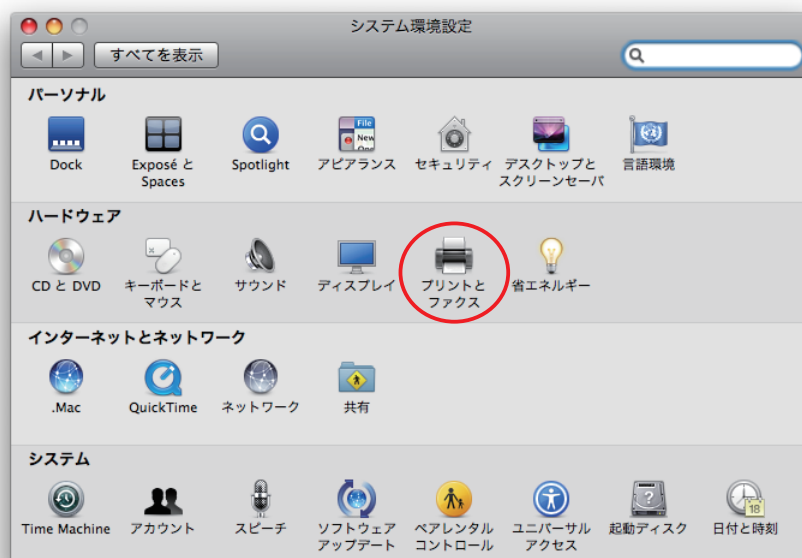 システム環境設定
すべてを表示
パーソナル
Dock
Exposé と
Spaces
Spotlight
File
New
アピアランス
セキュリティ
デスクトップと
スクリーンセーバ
言語環境
ハードウェア
CD と DVD
キーボードと
マウス
サウンド
ディスプレイ
プリントと
ファクス
省エネルギー
インターネットとネットワーク
.Mac
QuickTime
ネットワーク
共有
システム
Time Machine
アカウント
スピーチ
ソフトウェア
アップデート
ペアレンタル
コントロール
ユニバーサル
アクセス
?
起動ディスク
18
日付と時刻